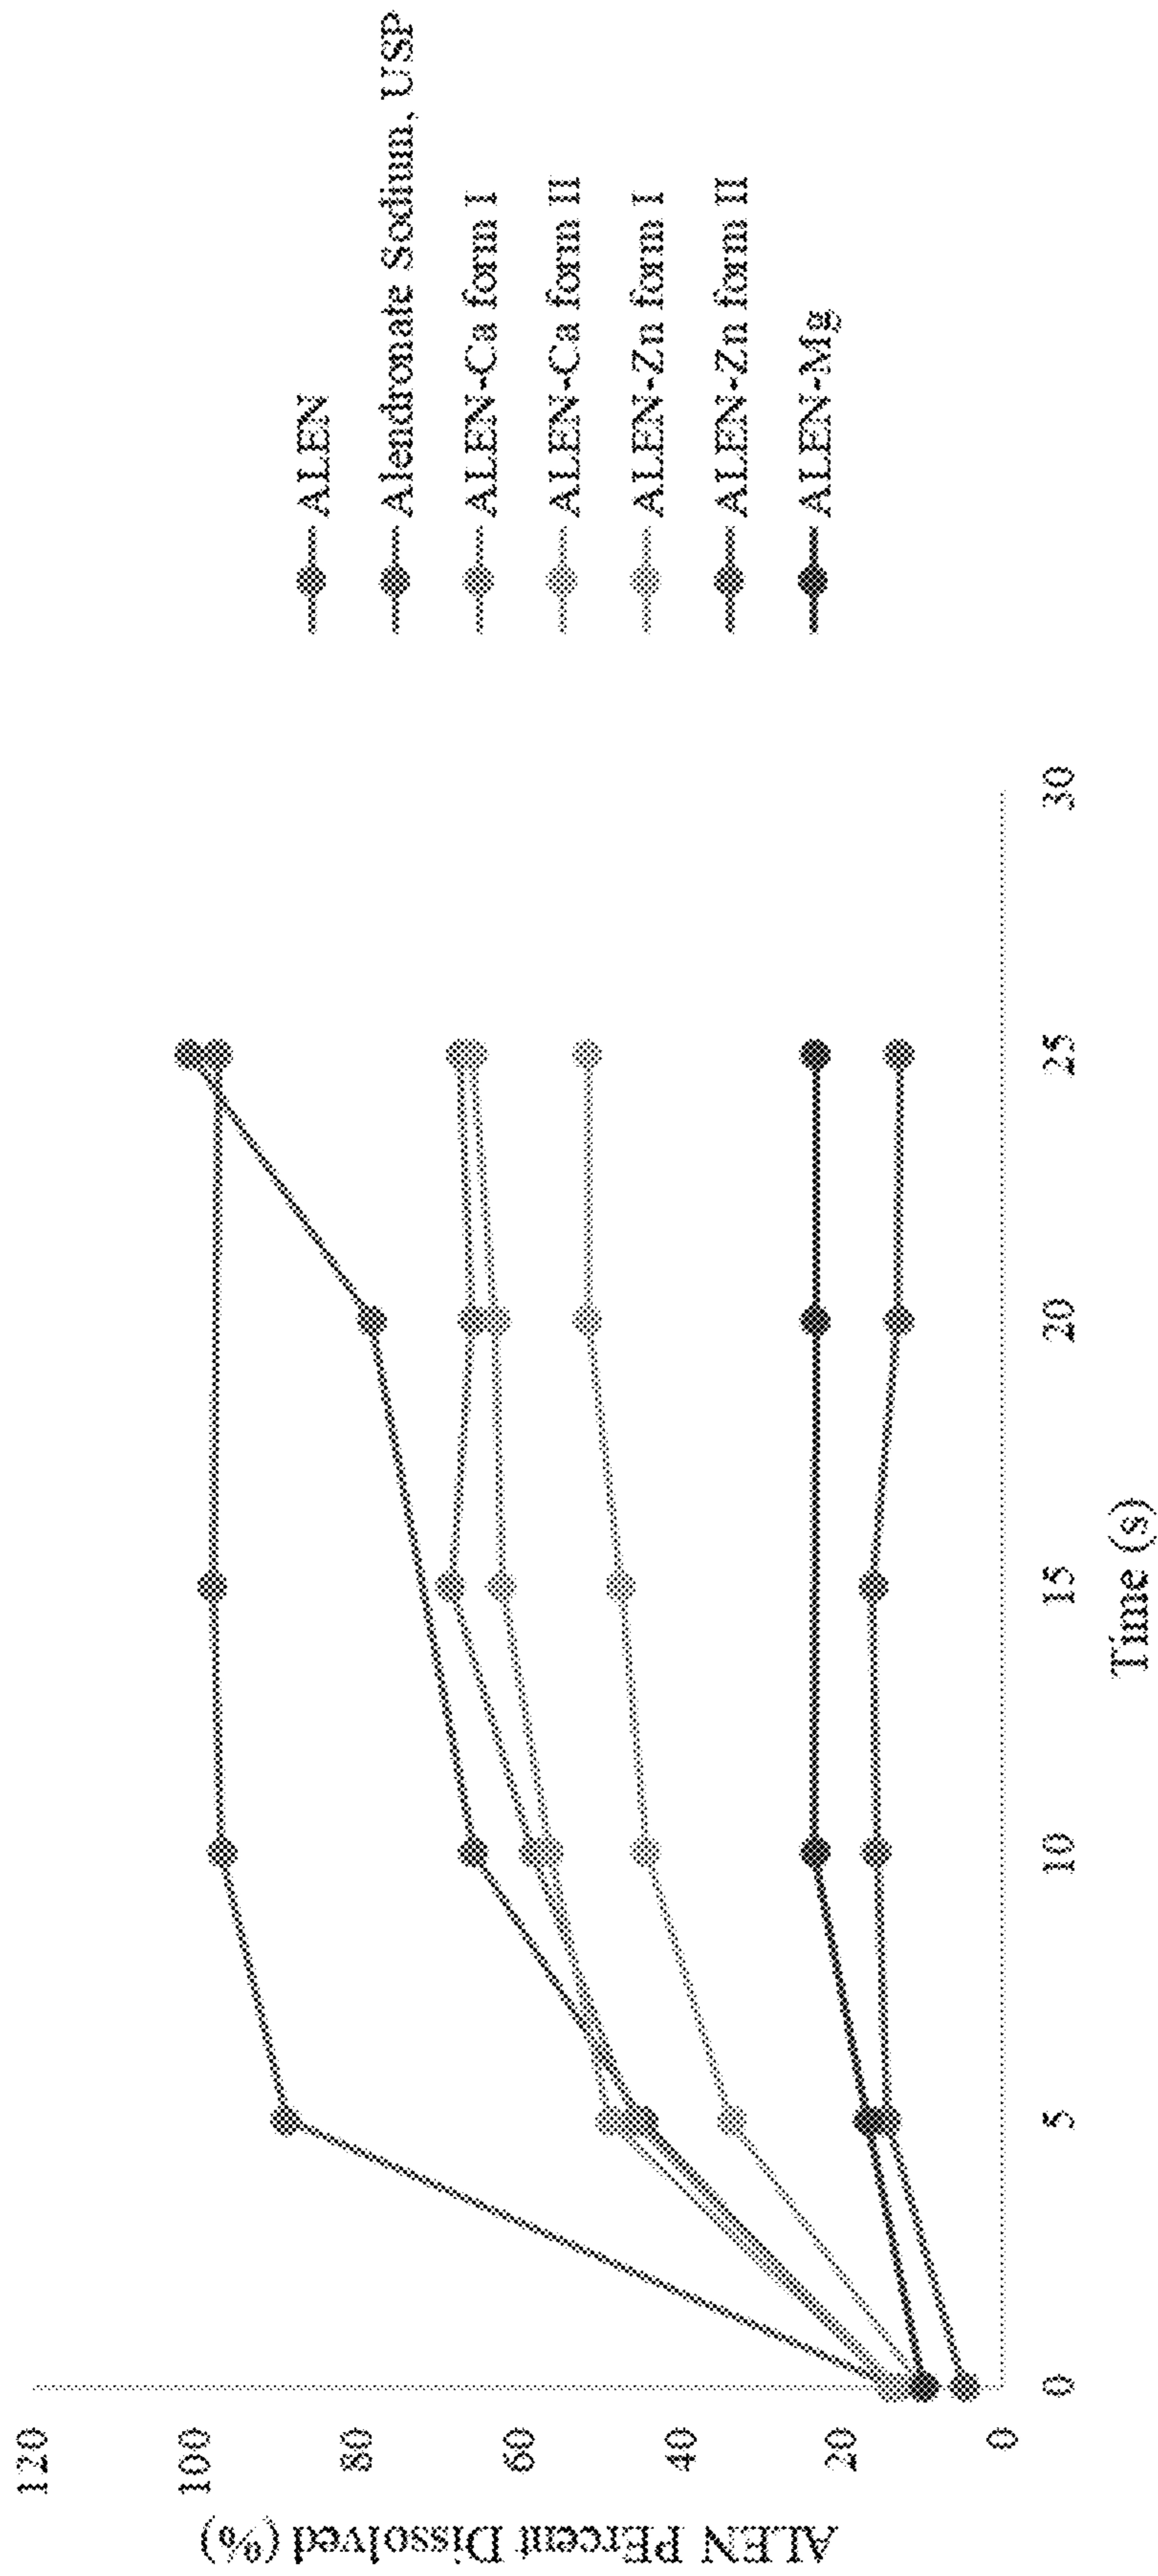 ALEN PErcent Dissolved (%)
120
100
80
60
40
20
0
0
5
10
15
20
25
30
Time (s)
ALEN
Alendronate Sodium, USP
ALEN-Ca form I
ALEN-Ca form II
ALEN-Zn form I
ALEN-Zn form II
ALEN-Mg